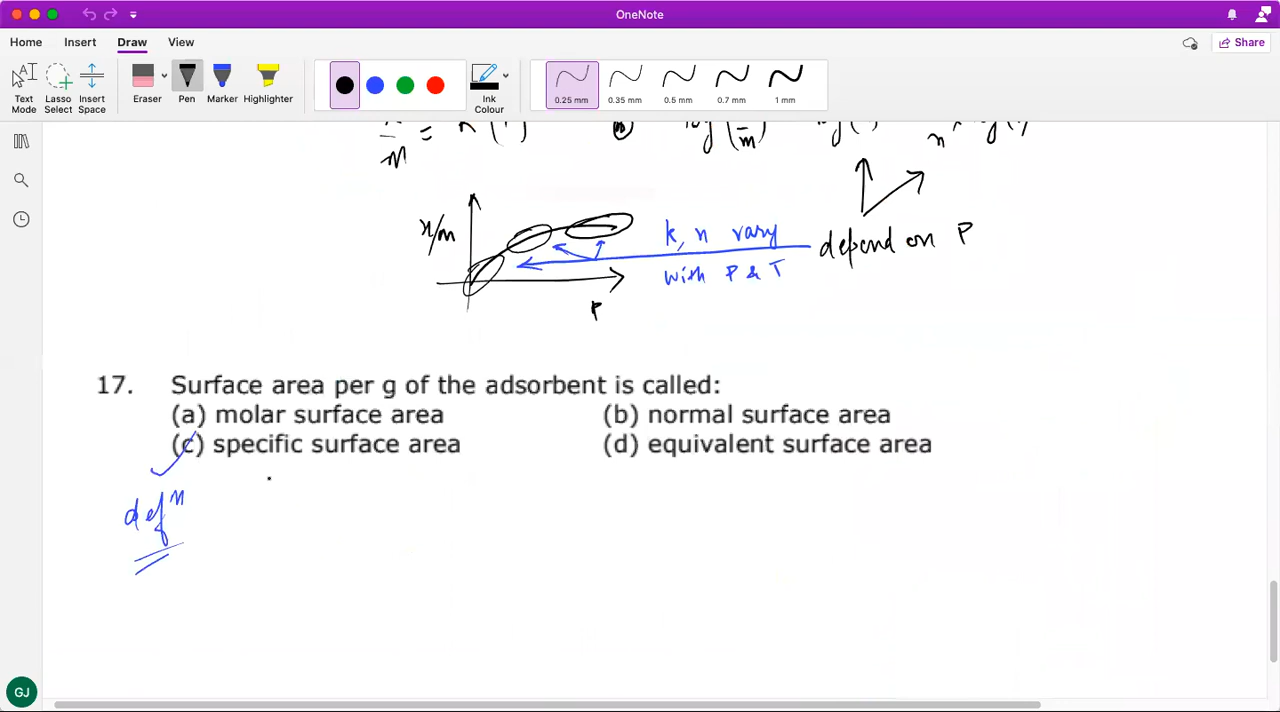 OneNote
Home Insert Draw View
Share
Text Mode
Lasso Select
Insert Space
Eraser
Pen
Marker
Highlighter
Ink Colour
0.25 mm
0.35 mm
0.5 mm
0.7 mm
1 mm
x/m
k, n vary
with P & T
depend on P
P
17. Surface area per g of the adsorbent is called:
(a) molar surface area (b) normal surface area
(c) specific surface area (d) equivalent surface area
defn
GJ